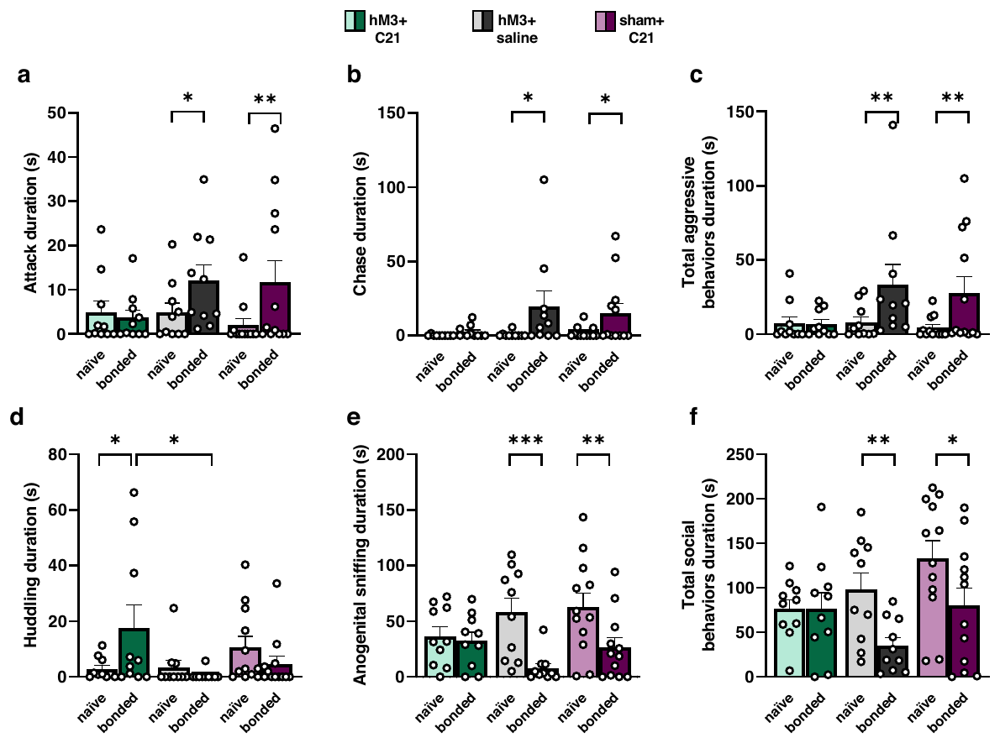 hM3+
C21
hM3+
saline
sham+
C21
a
Attack duration (s)
50
40
30
20
10
0
*
**
naïve
bonded
naïve
bonded
naïve
bonded
b
Chase duration (s)
150
100
50
0
*
*
naïve
bonded
naïve
bonded
naïve
bonded
c
Total aggressive
behaviors duration (s)
150
100
50
0
**
**
naïve
bonded
naïve
bonded
naïve
bonded
d
Huddling duration (s)
80
60
40
20
0
*
*
naïve
bonded
naïve
bonded
naïve
bonded
e
Anogenital sniffing duration (s)
200
150
100
50
0
***
**
naïve
bonded
naïve
bonded
naïve
bonded
f
Total social
behaviors duration (s)
250
200
150
100
50
0
**
*
naïve
bonded
naïve
bonded
naïve
bonded